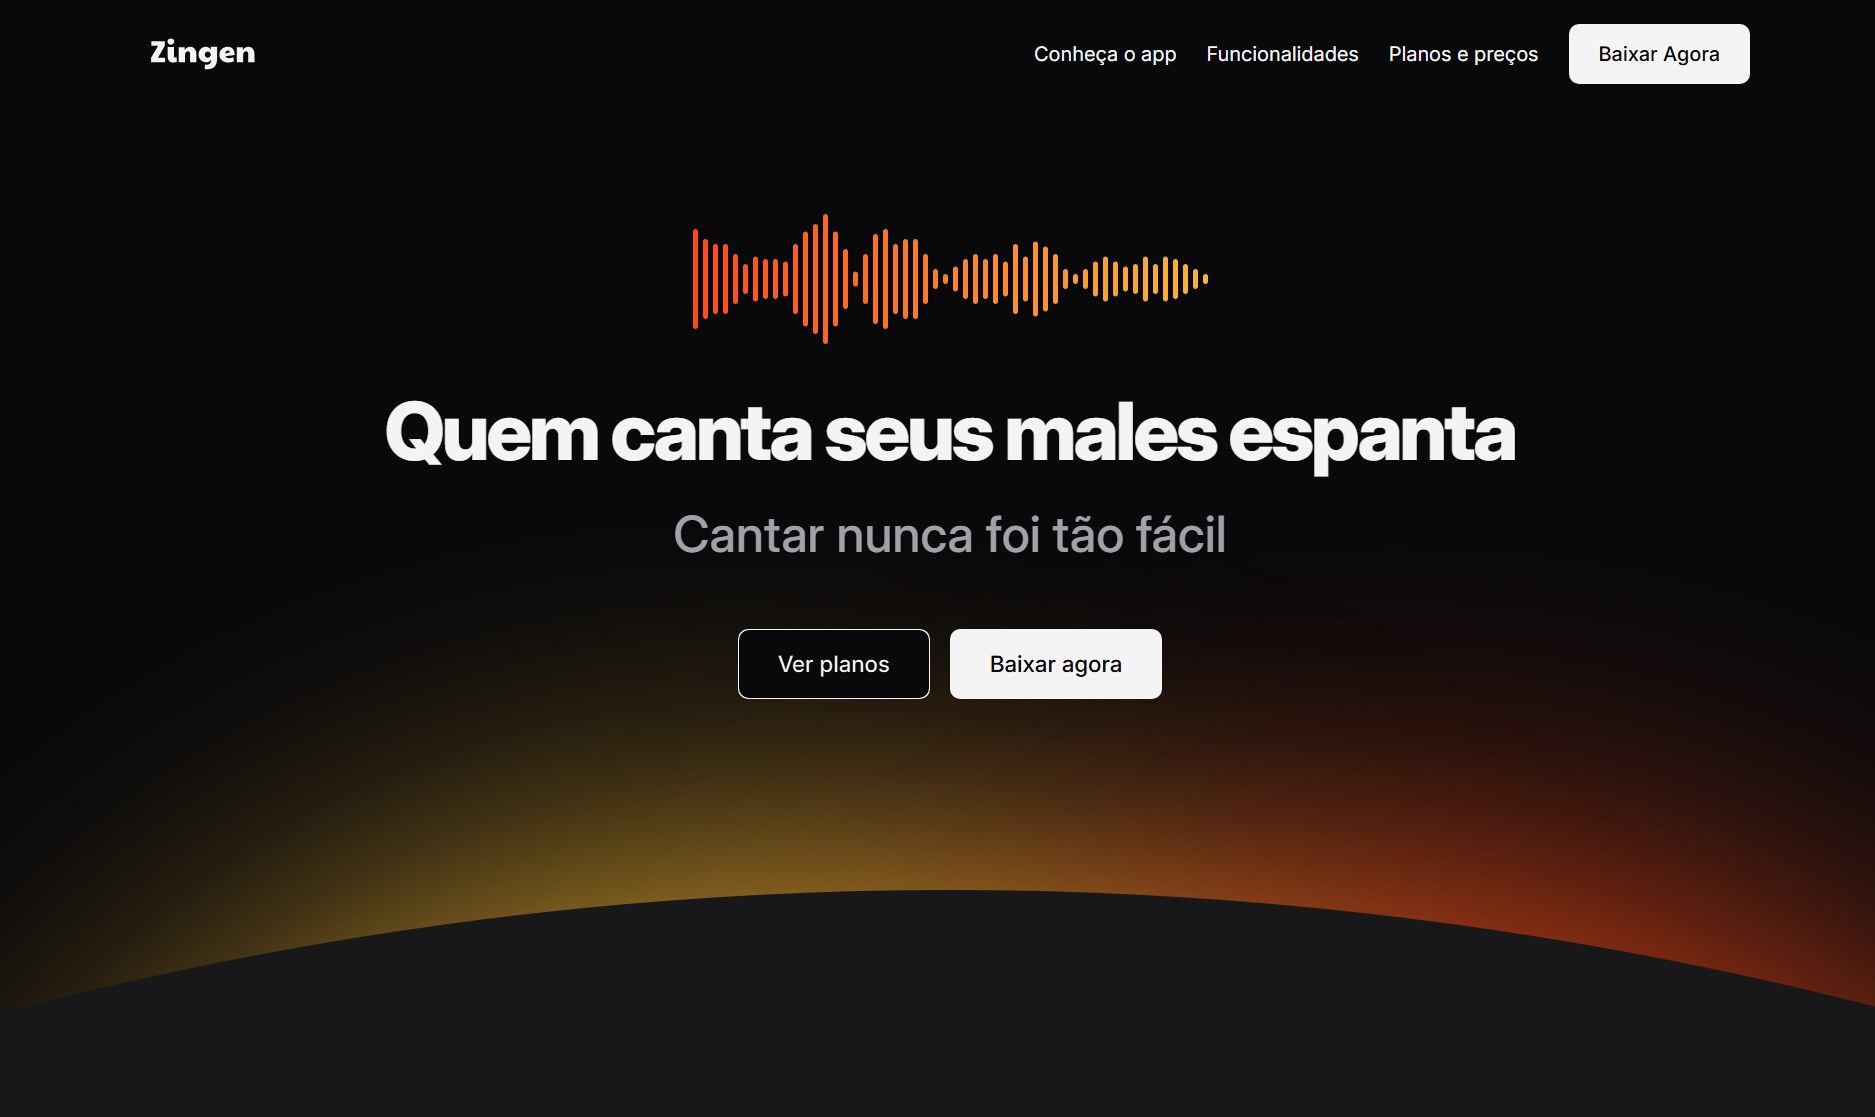 Zingen
Conheça o app
Funcionalidades
Planos e preços
Baixar Agora
Quem canta seus males espanta
Cantar nunca foi tão fácil
Ver planos
Baixar agora